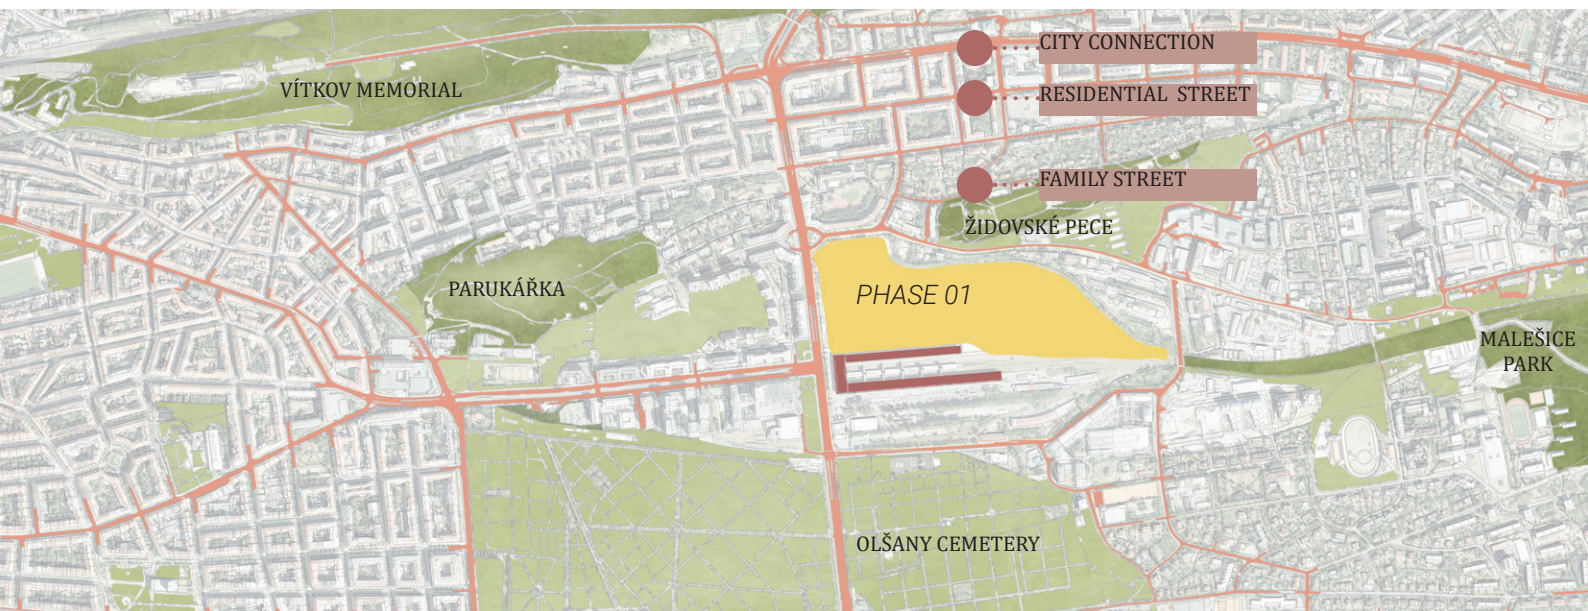 CITY CONNECTION
VÍTKOV MEMORIAL
RESIDENTIAL STREET
FAMILY STREET
ŽIDOVSKÉ PECE
PARUKÁŘKA
PHASE 01
MALEŠICE
PARK
OLŠANY CEMETERY